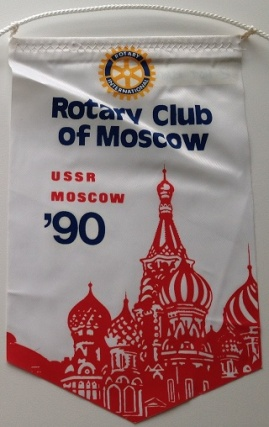 ROTARY
INTERNATIONAL
Rotary Club
of Moscow
USSR
MOSCOW
'90